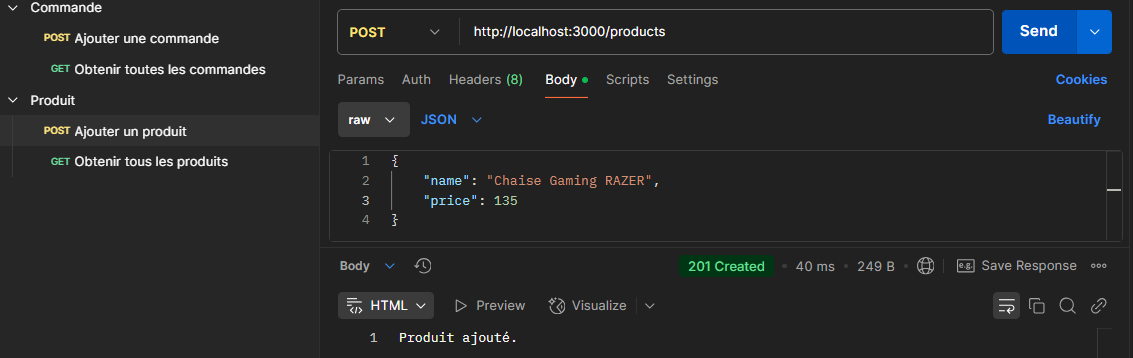 Commande
POST Ajouter une commande
GET Obtenir toutes les commandes
Produit
POST Ajouter un produit
GET Obtenir tous les produits
POST http://localhost:3000/products Send
Params Auth Headers (8) Body Scripts Settings Cookies
raw JSON Beautify
1 {
2 "name": "Chaise Gaming RAZER",
3 "price": 135
4 }
Body 201 Created 40 ms 249 B e.g. Save Response
HTML Preview Visualize
1 Produit ajouté.